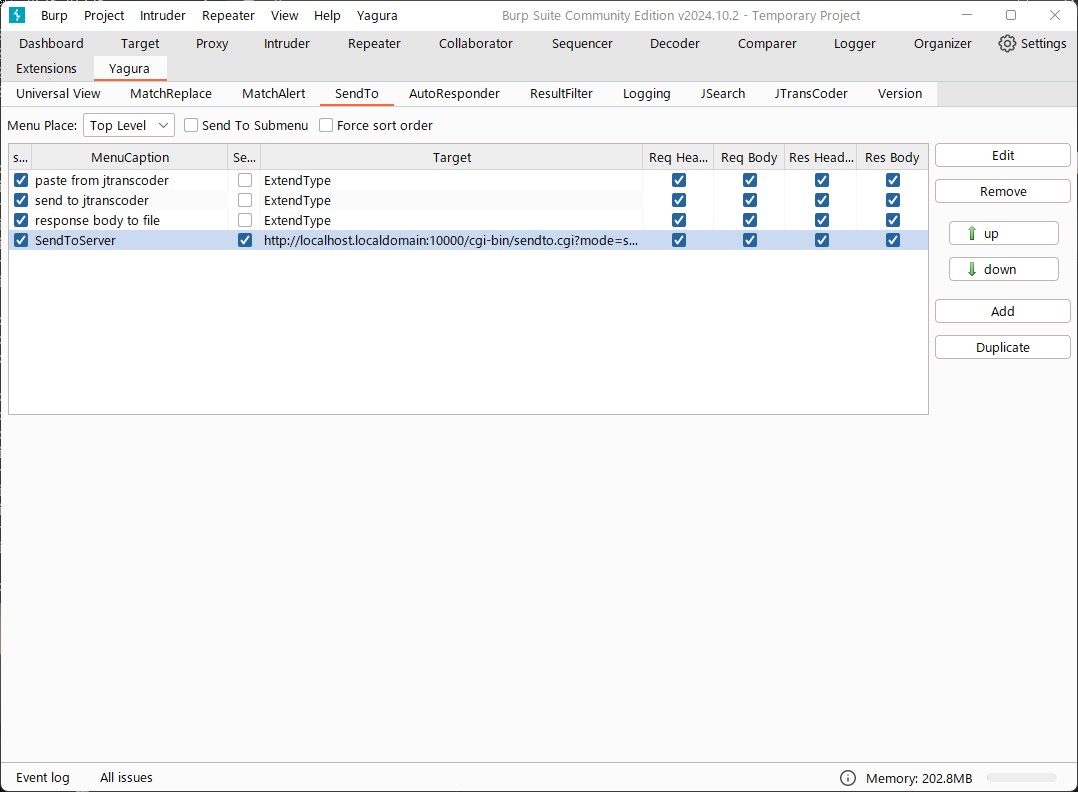 Burp Project Intruder Repeater View Help Yagura Burp Suite Community Edition v2024.10.2 - Temporary Project
Dashboard Target Proxy Intruder Repeater Collaborator Sequencer Decoder Comparer Logger Organizer Settings
Extensions Yagura
Universal View MatchReplace MatchAlert SendTo AutoResponder ResultFilter Logging JSearch JTransCoder Version
Menu Place: Top Level Send To Submenu Force sort order
s... MenuCaption Se... Target Req Hea... Req Body Res Head... Res Body
paste from jtranscoder ExtendType
send to jtranscoder ExtendType
response body to file ExtendType
SendToServer http://localhost.localdomain:10000/cgi-bin/sendto.cgi?mode=s...
Edit
Remove
up
down
Add
Duplicate
Event log All issues Memory: 202.8MB